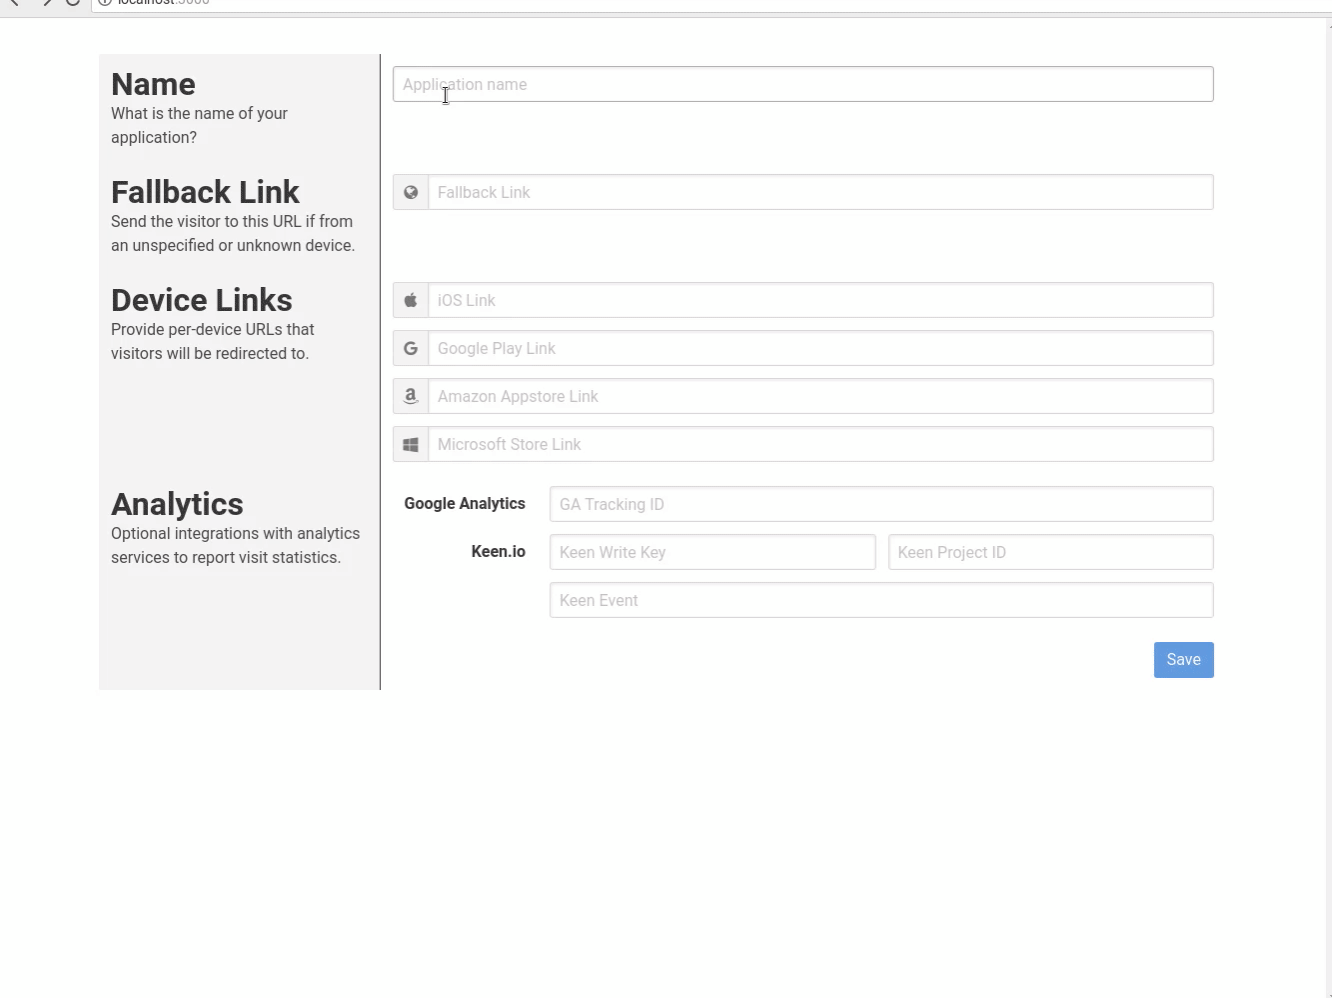 localhost:3000
Name
What is the name of your
application?
Application name
Fallback Link
Send the visitor to this URL if from
an unspecified or unknown device.
Fallback Link
Device Links
Provide per-device URLs that
visitors will be redirected to.
iOS Link
Google Play Link
Amazon Appstore Link
Microsoft Store Link
Analytics
Optional integrations with analytics
services to report visit statistics.
Google Analytics
GA Tracking ID
Keen.io
Keen Write Key
Keen Project ID
Keen Event
Save